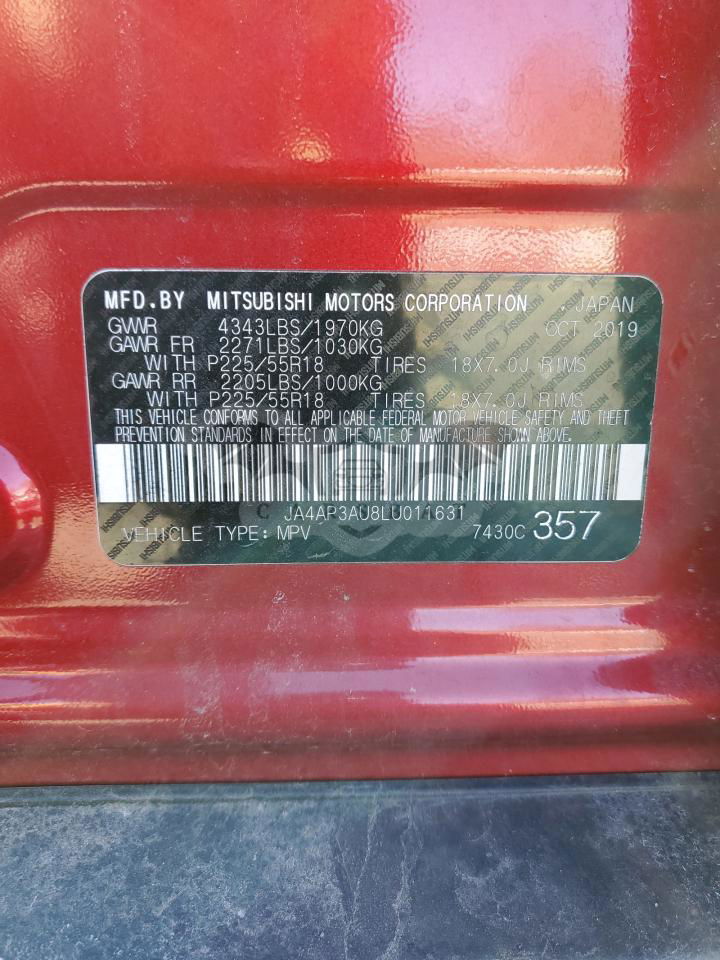 MFD.BY MITSUBISHI MOTORS CORPORATION JAPAN
GVWR 4343LBS/1970KG OCT 2019
GAWR FR 2271LBS/1030KG
WITH P225/55R18 TIRES 18X7.0J RIMS
GAWR RR 2205LBS/1000KG
WITH P225/55R18 TIRES 18X7.0J RIMS
THIS VEHICLE CONFORMS TO ALL APPLICABLE FEDERAL MOTOR VEHICLE SAFETY AND THEFT
PREVENTION STANDARDS IN EFFECT ON THE DATE OF MANUFACTURE SHOWN ABOVE.
JA4AP3AU8LU011631
VEHICLE TYPE: MPV 7430C 357